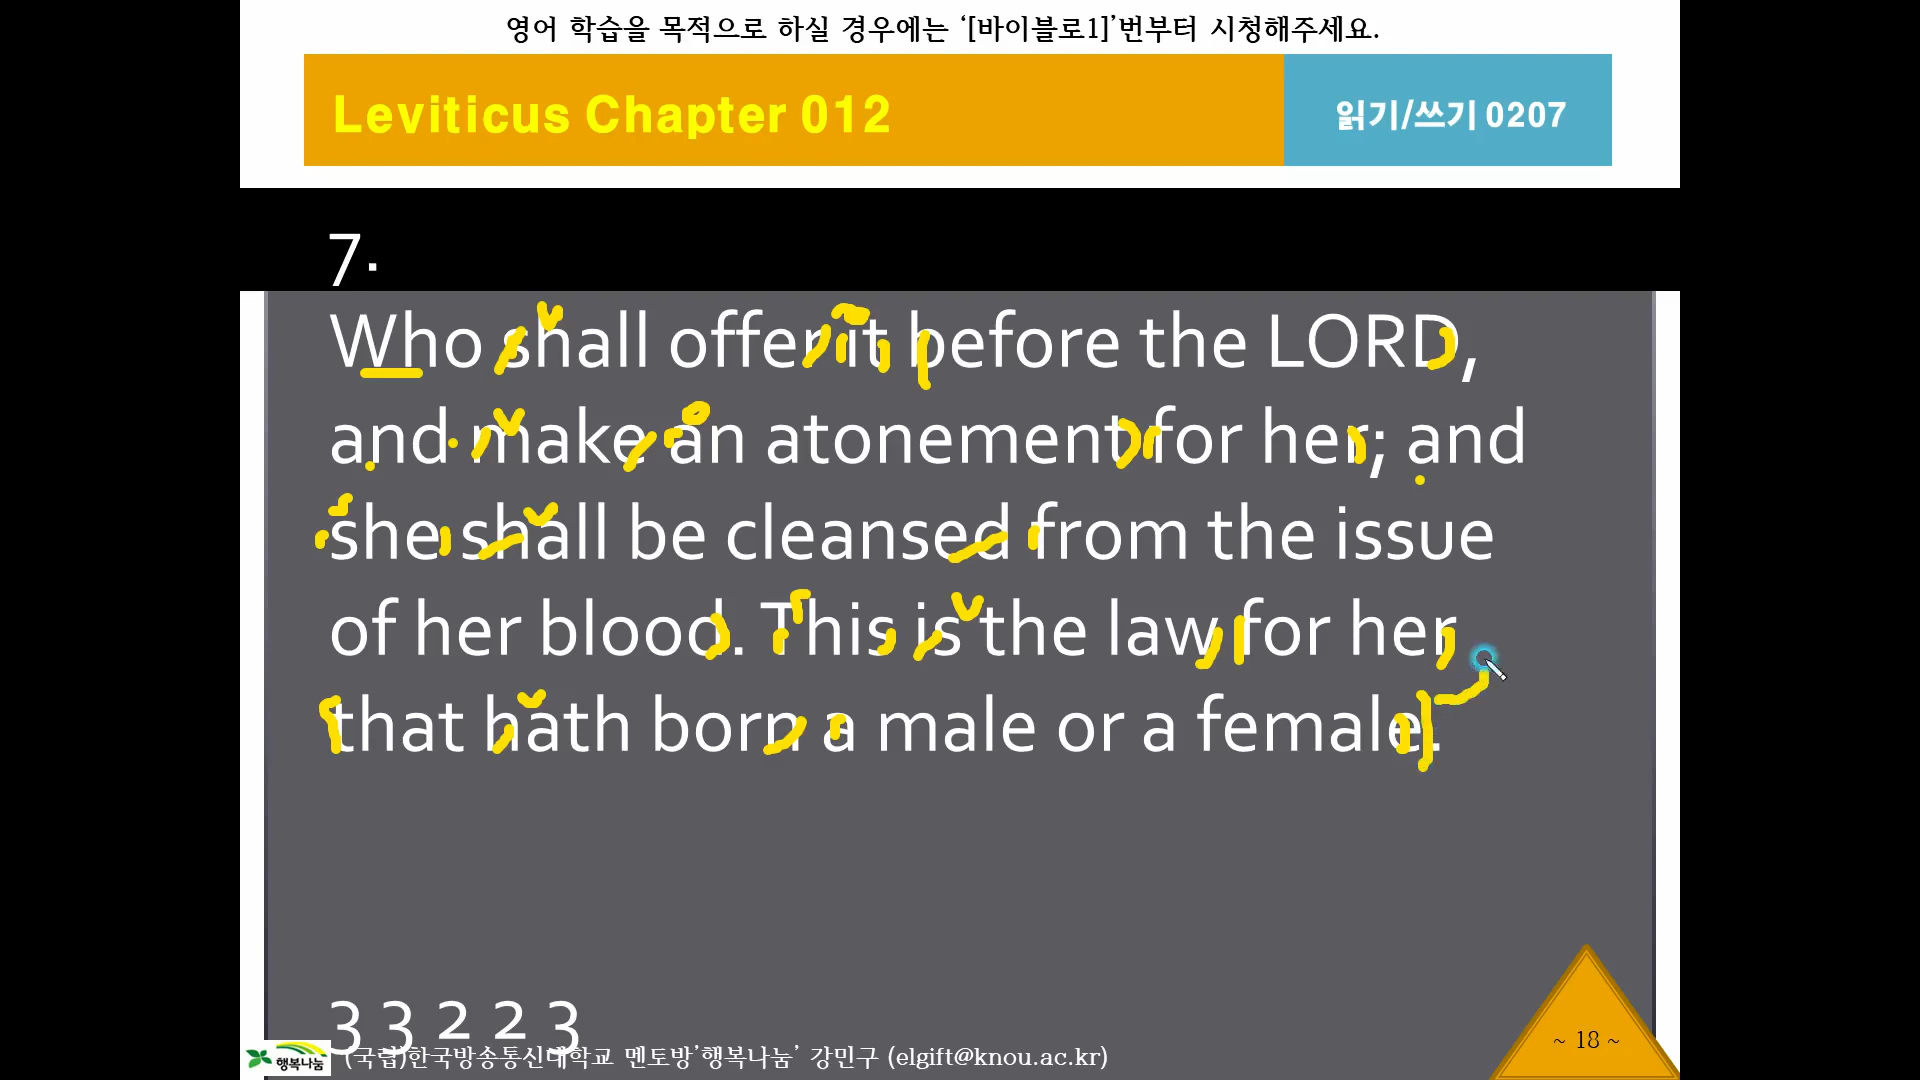 영어 학습을 목적으로 하실 경우에는 ‘[바이블로1]’번부터 시청해주세요.
Leviticus Chapter 012
읽기/쓰기 0207
7.
Who shall offer it before the LORD,
and make an atonement for her; and
she shall be cleansed from the issue
of her blood. This is the law for her
that hath born a male or a female.
3 3 2 2 3
행복나눔
(국립)한국방송통신대학교 멘토방’행복나눔’ 강민구 (elgift@knou.ac.kr)
~ 18 ~